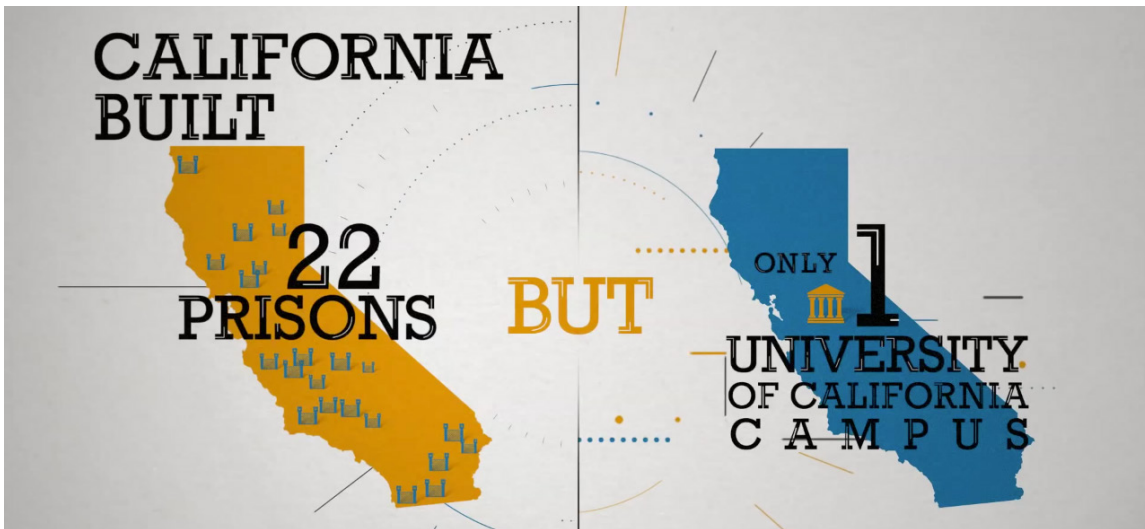 CALIFORNIA
BUILT
22
PRISONS
BUT
ONLY 1
UNIVERSITY
OF CALIFORNIA
CAMPUS